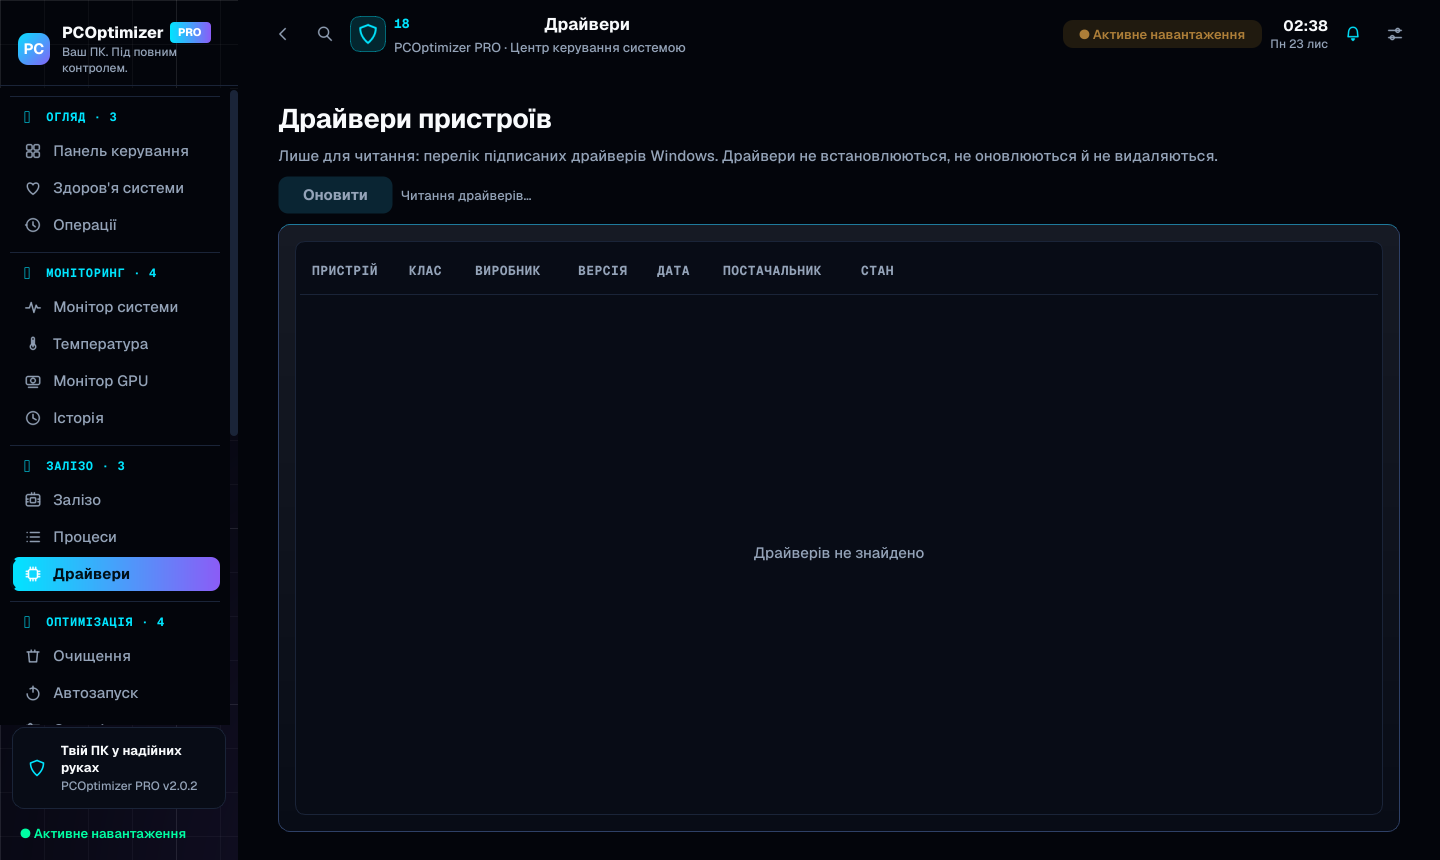 PC
PCOptimizer PRO
Ваш ПК. Під повним
контролем.
ОГЛЯД · 3
Панель керування
Здоров'я системи
Операції
МОНІТОРИНГ · 4
Монітор системи
Температура
Монітор GPU
Історія
ЗАЛІЗО · 3
Залізо
Процеси
Драйвери
ОПТИМІЗАЦІЯ · 4
Очищення
Автозапуск
Твій ПК у надійних
руках
PCOptimizer PRO v2.0.2
Активне навантаження
18
Драйвери
PCOptimizer PRO · Центр керування системою
Активне навантаження
02:38
Пн 23 лис
Драйвери пристроїв
Лише для читання: перелік підписаних драйверів Windows. Драйвери не встановлюються, не оновлюються й не видаляються.
Оновити
Читання драйверів...
ПРИСТРІЙ КЛАС ВИРОБНИК ВЕРСІЯ ДАТА ПОСТАЧАЛЬНИК СТАН
Драйверів не знайдено